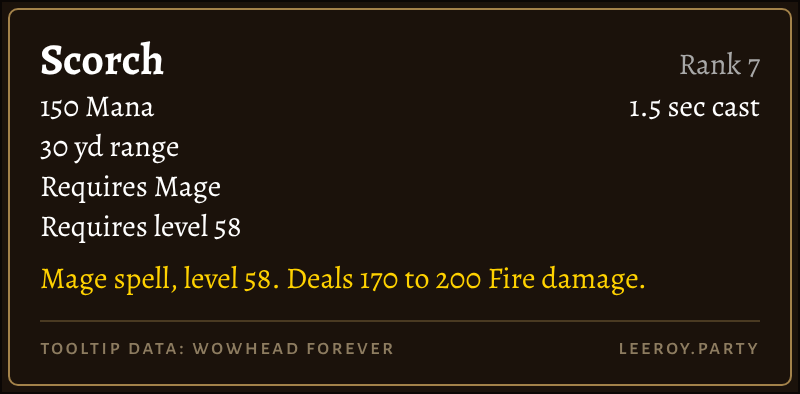 Scorch
Rank 7
150 Mana
1.5 sec cast
30 yd range
Requires Mage
Requires level 58
Mage spell, level 58. Deals 170 to 200 Fire damage.
TOOLTIP DATA: WOWHEAD FOREVER
LEEROY.PARTY